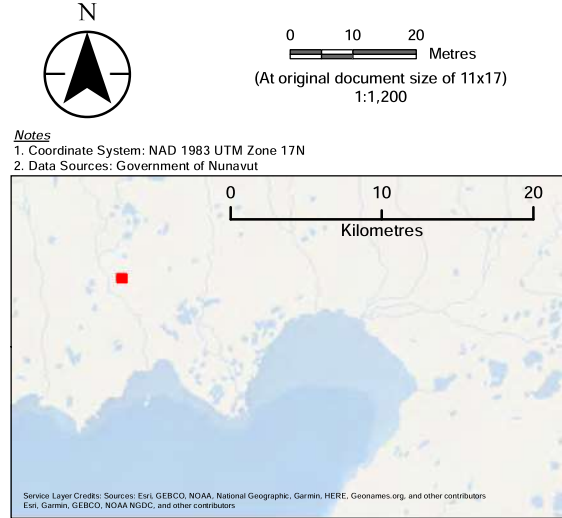 N
0 10 20
Metres
(At original document size of 11x17)
1:1,200
Notes
1. Coordinate System: NAD 1983 UTM Zone 17N
2. Data Sources: Government of Nunavut
0 10 20
Kilometres
Service Layer Credits: Sources: Esri, GEBCO, NOAA, National Geographic, Garmin, HERE, Geonames.org, and other contributors
Esri, Garmin, GEBCO, NOAA NGDC, and other contributors